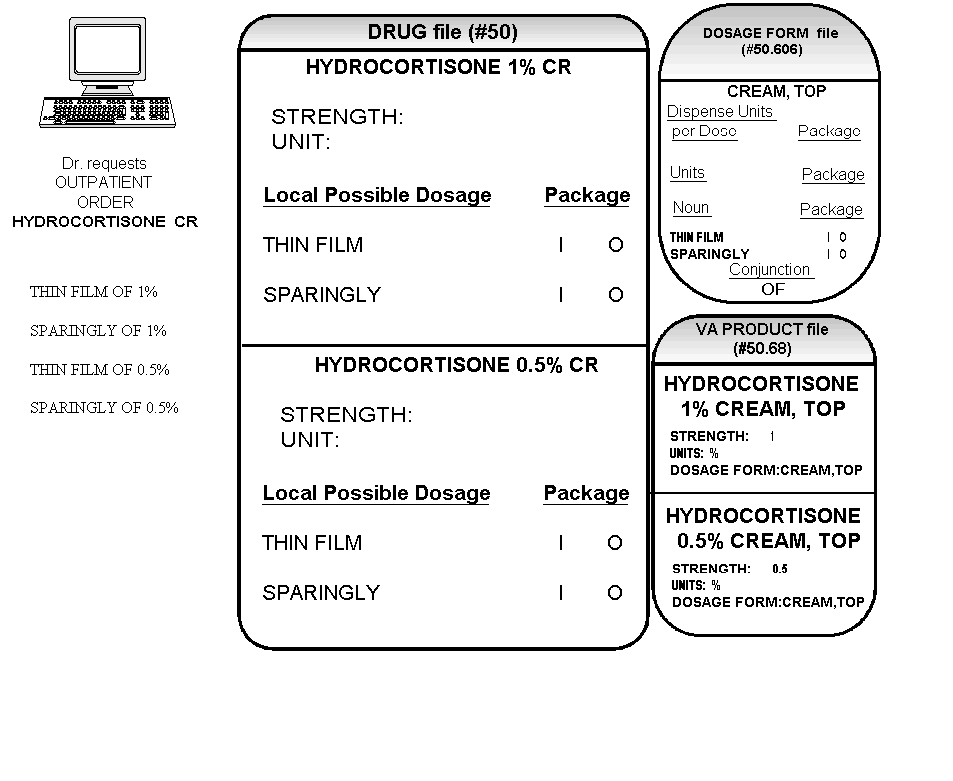 Dr. requests
OUTPATIENT
ORDER
HYDROCORTISONE CR
THIN FILM OF 1%
SPARINGLY OF 1%
THIN FILM OF 0.5%
SPARINGLY OF 0.5%
DRUG file (#50)
HYDROCORTISONE 1% CR
STRENGTH:
UNIT:
Local Possible Dosage Package
THIN FILM I O
SPARINGLY I O
HYDROCORTISONE 0.5% CR
STRENGTH:
UNIT:
Local Possible Dosage Package
THIN FILM I O
SPARINGLY I O
DOSAGE FORM file
(#50.606)
CREAM, TOP
Dispense Units
per Dose Package
Units Package
Noun Package
THIN FILM I O
SPARINGLY I O
Conjunction
OF
VA PRODUCT file
(#50.68)
HYDROCORTISONE
1% CREAM, TOP
STRENGTH: 1
UNITS: %
DOSAGE FORM:CREAM,TOP
HYDROCORTISONE
0.5% CREAM, TOP
STRENGTH: 0.5
UNITS: %
DOSAGE FORM:CREAM,TOP